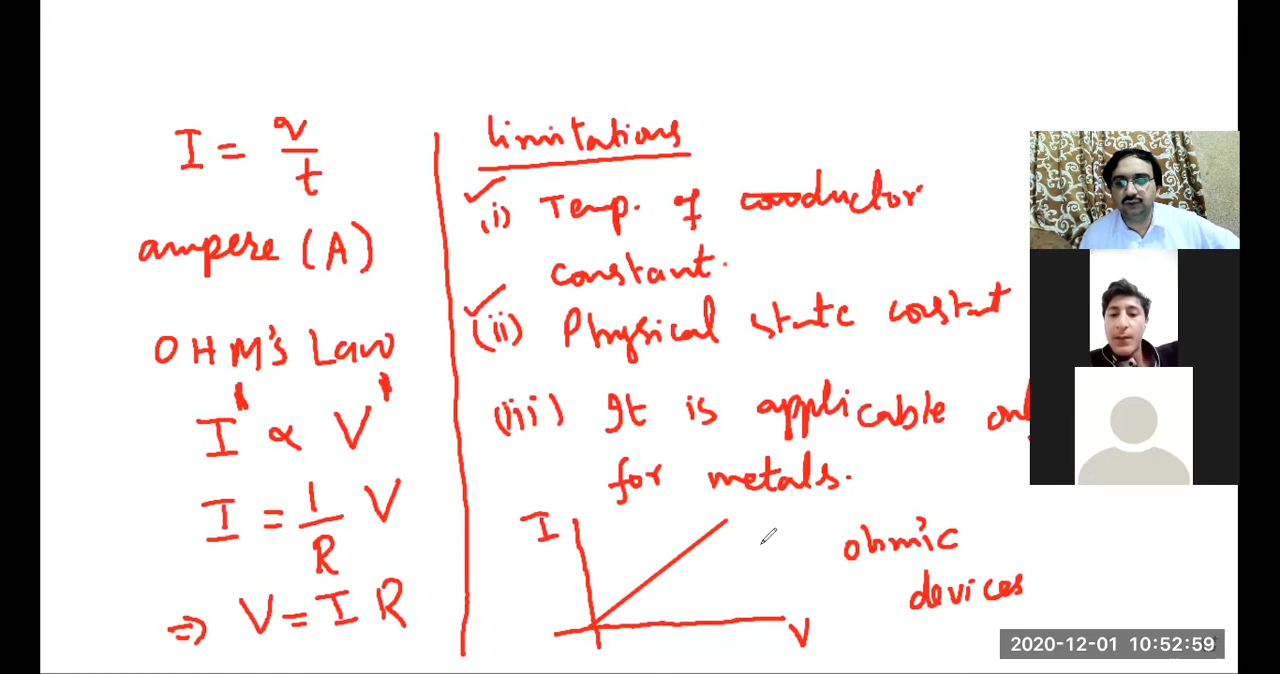 I = q/t
ampere (A)
OHM's Law
I ∝ V
I = 1/R V
⇒ V = I R
limitations
✓(i) Temp. of conductor
constant.
✓(ii) Physical state constant
(iii) It is applicable only
for metals.
I
V
ohmic
devices
2020-12-01 10:52:59